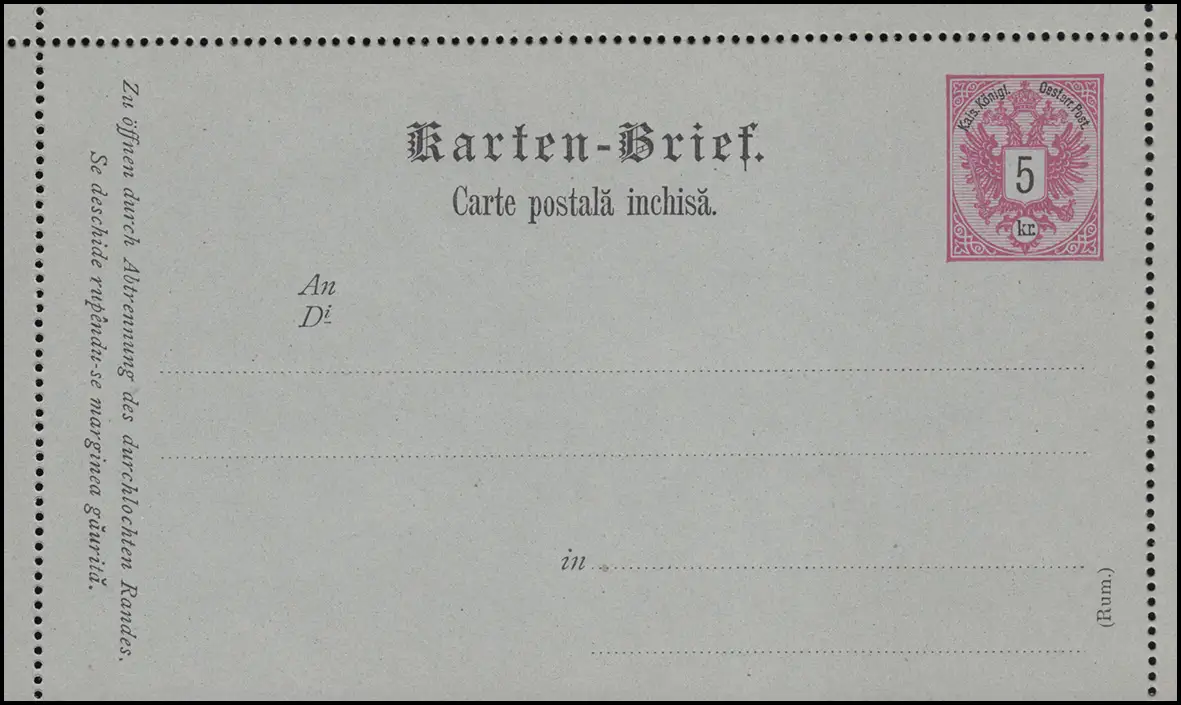 Zu öffnen durch Abtrennung des durchlochten Randes.
Se deschide rupêndu-se marginea găurită.
Karten-Brief.
Carte postală inchisă.
Kais. Königl. Oesterr. Post.
5
kr.
An
Di
in
(Rum.)